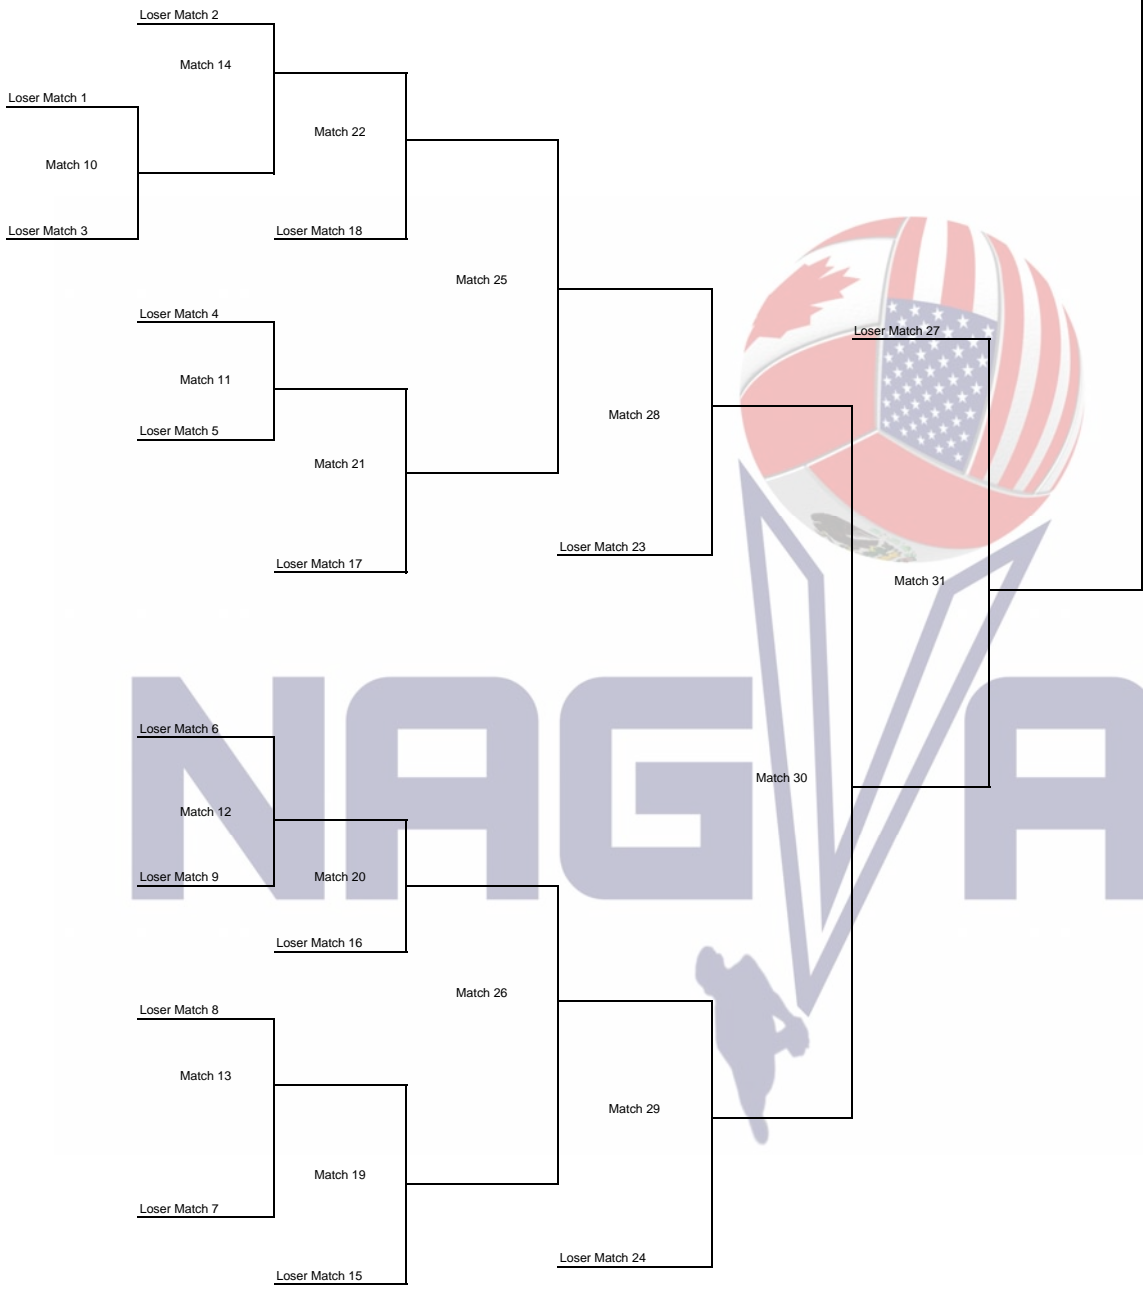 Loser Match 2
Match 14
Loser Match 1
Match 22
Match 10
Loser Match 3
Loser Match 18
Match 25
Loser Match 4
Loser Match 27
Match 11
Match 28
Loser Match 5
Match 21
Loser Match 23
Loser Match 17
Match 31
NAGVA
Loser Match 6
Match 30
Match 12
Loser Match 9
Match 20
Loser Match 16
Match 26
Loser Match 8
Match 13
Match 29
Match 19
Loser Match 7
Loser Match 24
Loser Match 15